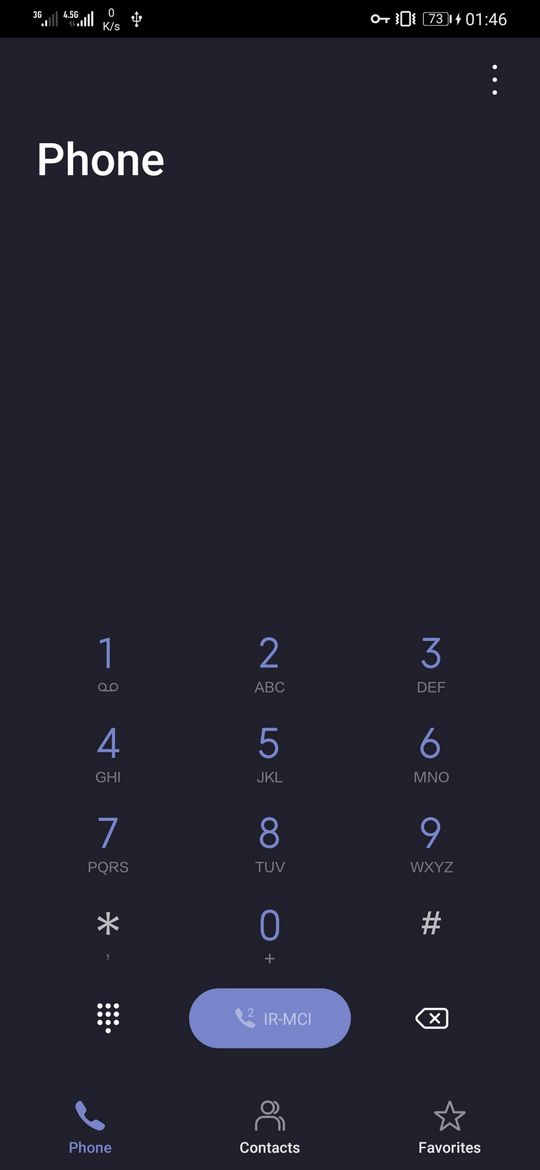 3G 4.5G 0 K/s 73 01:46
Phone
1 2 3
ABC DEF
4 5 6
GHI JKL MNO
7 8 9
PQRS TUV WXYZ
* 0 #
, +
2 IR-MCI
Phone Contacts Favorites